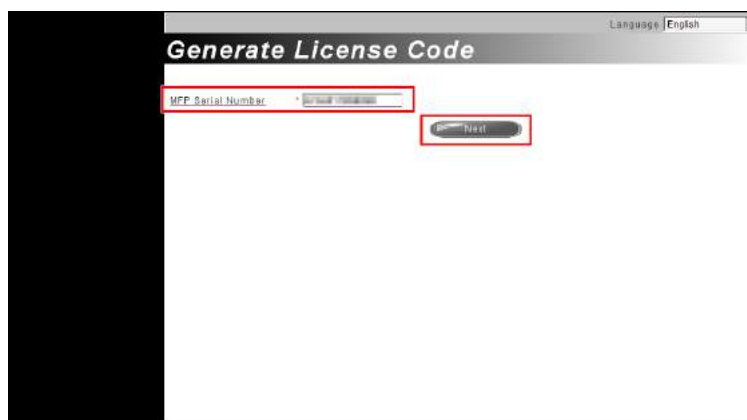 Language English
Generate License Code
MFP Serial Number *
Next